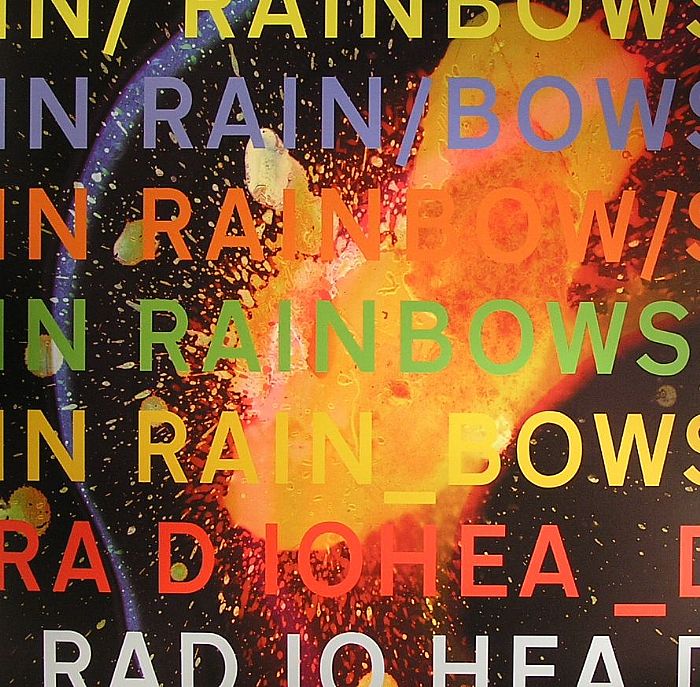 IN/ RAINBOWS
IN RAIN/BOWS
IN RAINBOW/S
IN RAINBOWS
IN RAIN_BOWS
RA D IOHEA_D
RAD IO HEA D